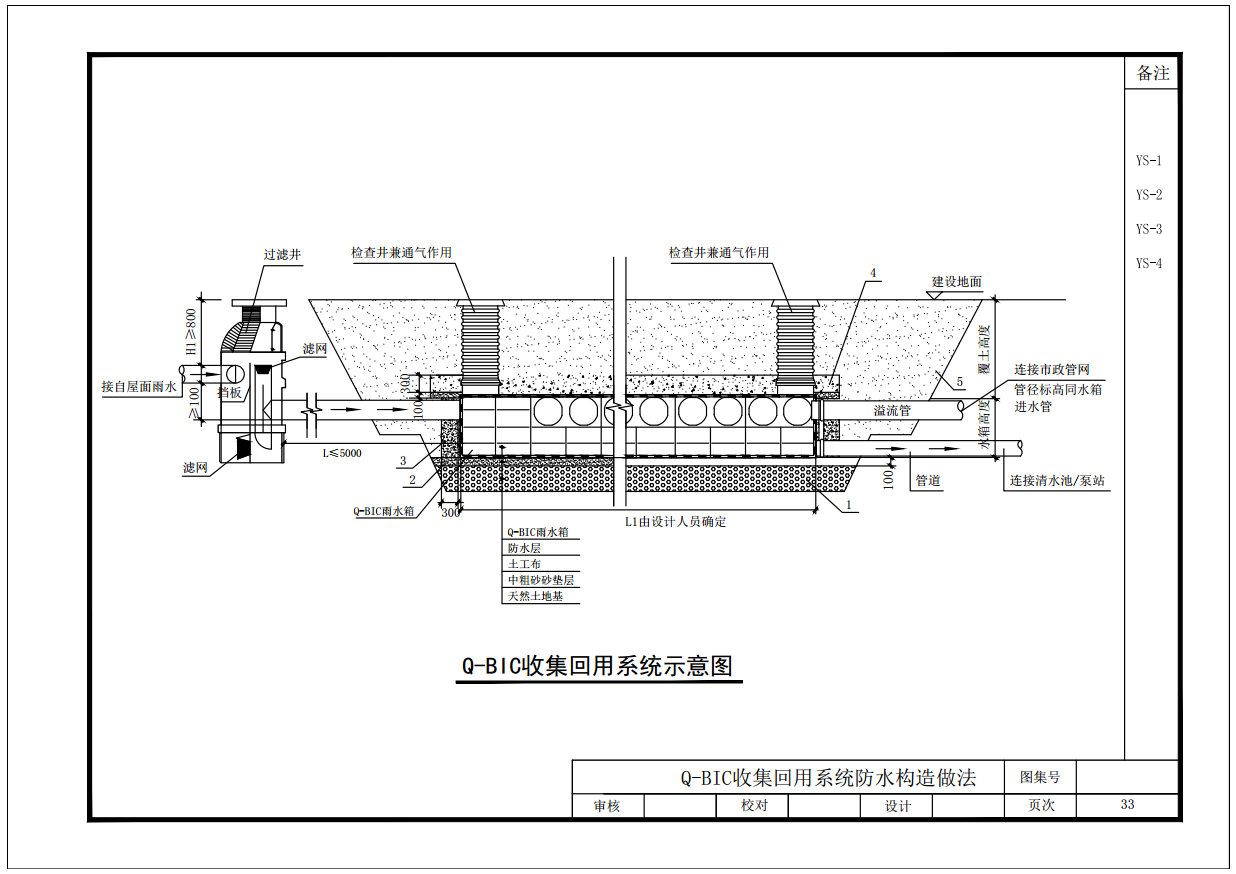 备注
YS-1
YS-2
YS-3
YS-4
过滤井
检查井兼通气作用
检查井兼通气作用
4
建设地面
H1≥800
滤网
覆土高度
连接市政管网
接自屋面雨水
挡板
300
5
管径标高同水箱
进水管
≥100
100
溢流管
水箱高度
滤网
L≤5000
3
2
100
管道
连接清水池/泵站
Q-BIC雨水箱
300
1
L1由设计人员确定
Q-BIC雨水箱
防水层
土工布
中粗砂砂垫层
天然土地基
Q-BIC收集回用系统示意图
Q-BIC收集回用系统防水构造做法
图集号
审核
校对
设计
页次
33